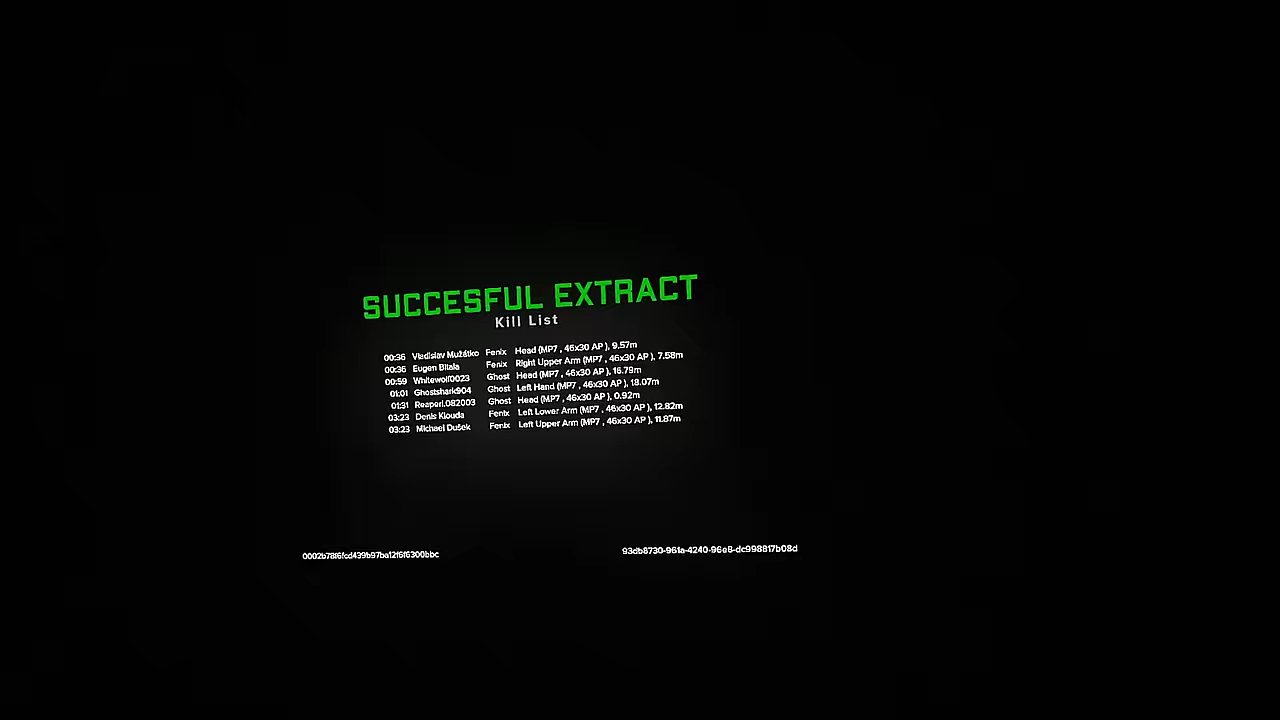 SUCCESFUL EXTRACT
Kill List
00:36 Vladislav Mužátko Fenix Head (MP7 , 46x30 AP ), 9.57m
00:36 Eugen Bitala Fenix Right Upper Arm (MP7 , 46x30 AP ), 7.58m
00:59 Whitewolf0023 Ghost Head (MP7 , 46x30 AP ), 16.79m
01:01 Ghostshark904 Ghost Left Hand (MP7 , 46x30 AP ), 18.07m
01:31 Reaperl.082003 Ghost Head (MP7 , 46x30 AP ), 0.92m
03:23 Denis Klouda Fenix Left Lower Arm (MP7 , 46x30 AP ), 12.82m
03:23 Michael Dušek Fenix Left Upper Arm (MP7 , 46x30 AP ), 11.87m
93db8730-961a-4240-96e8-dc998817b08d